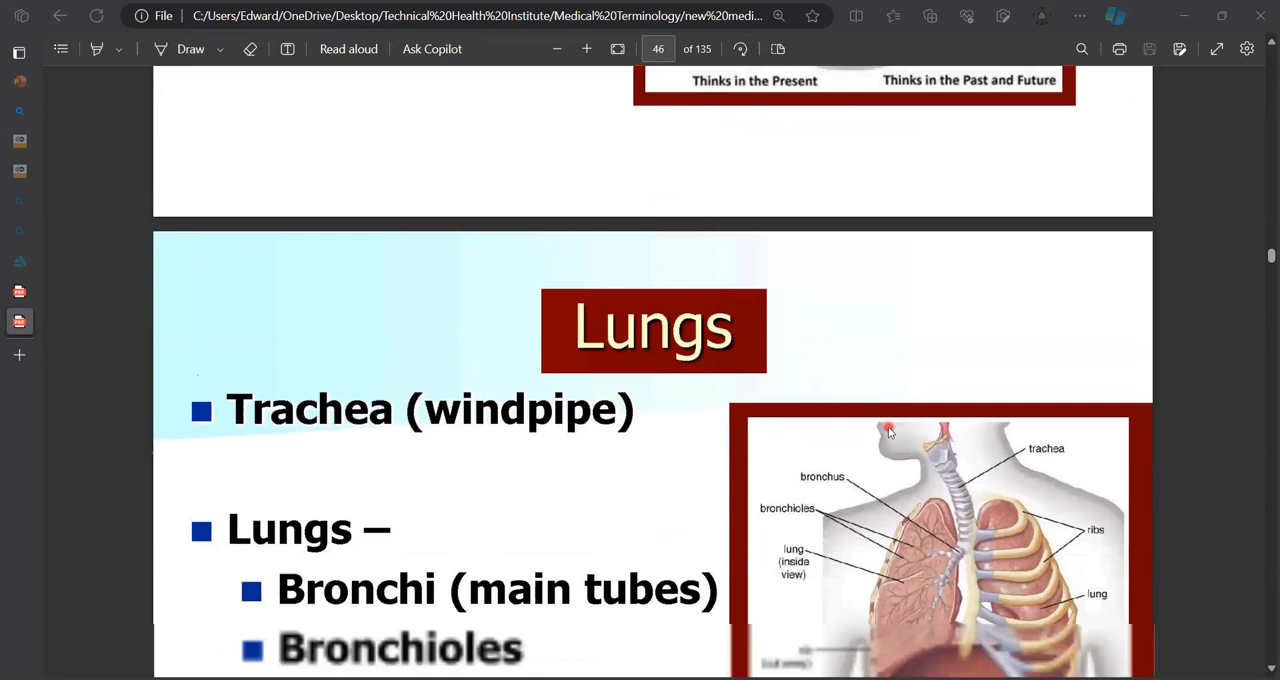 File
C:/Users/Edward/OneDrive/Desktop/Technical%20Health%20Institute/Medical%20Terminology/new%20medi...
Draw
Read aloud
Ask Copilot
46
of 135
Thinks in the Present
Thinks in the Past and Future
Lungs
Trachea (windpipe)
Lungs –
Bronchi (main tubes)
Bronchioles
trachea
bronchus
bronchioles
ribs
lung
(inside
view)
lung
(cut away)